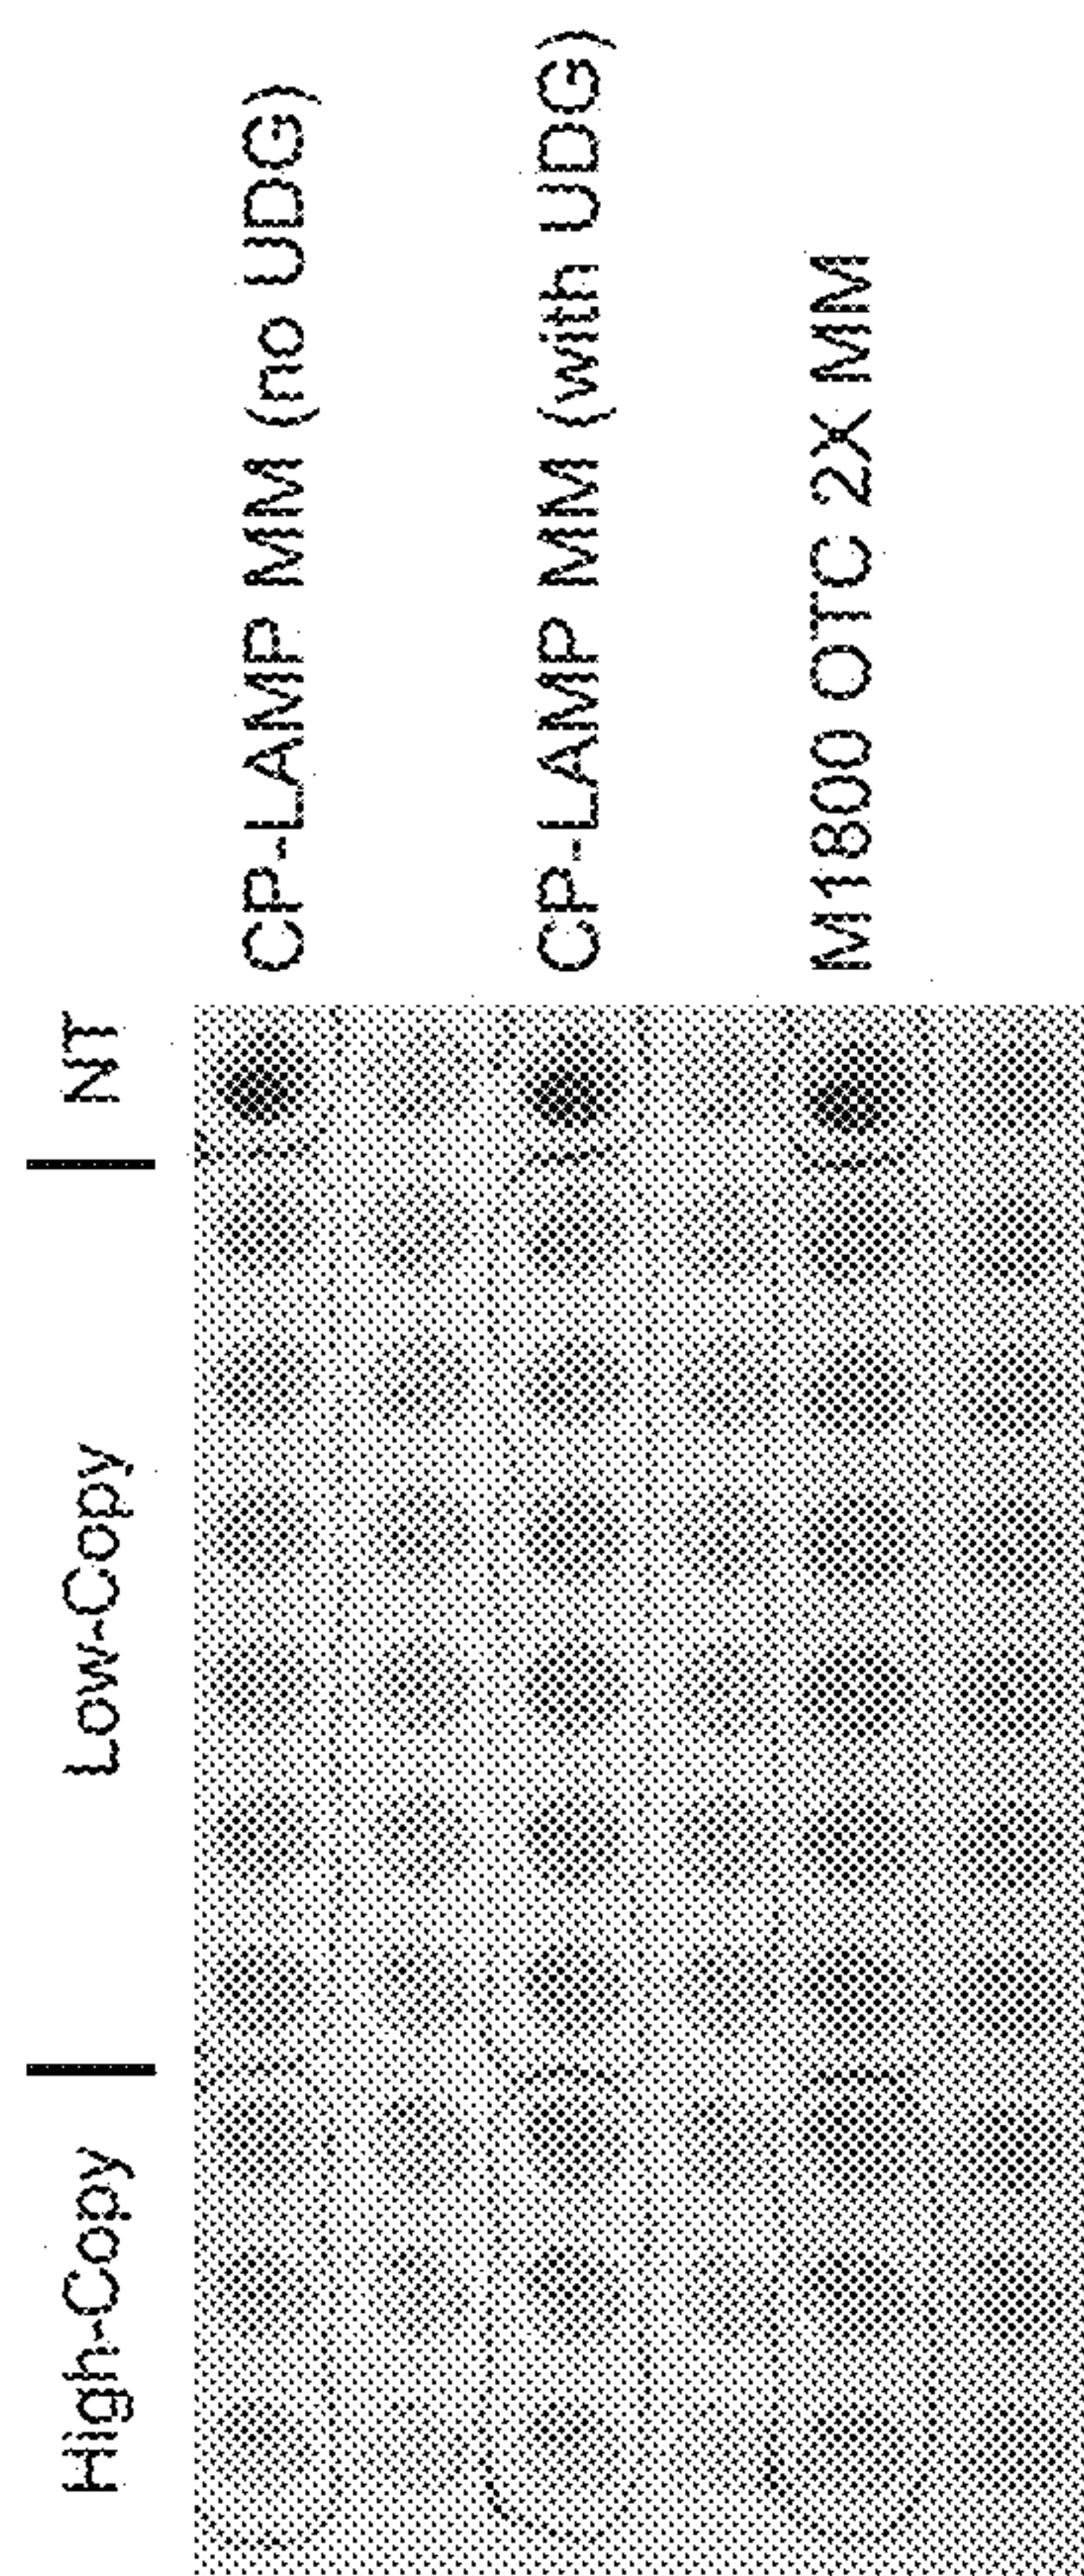 High-Copy
Low-Copy
NT
CP-LAMP MM (no UDG)
CP-LAMP MM (with UDG)
M1800 OTC 2X MM